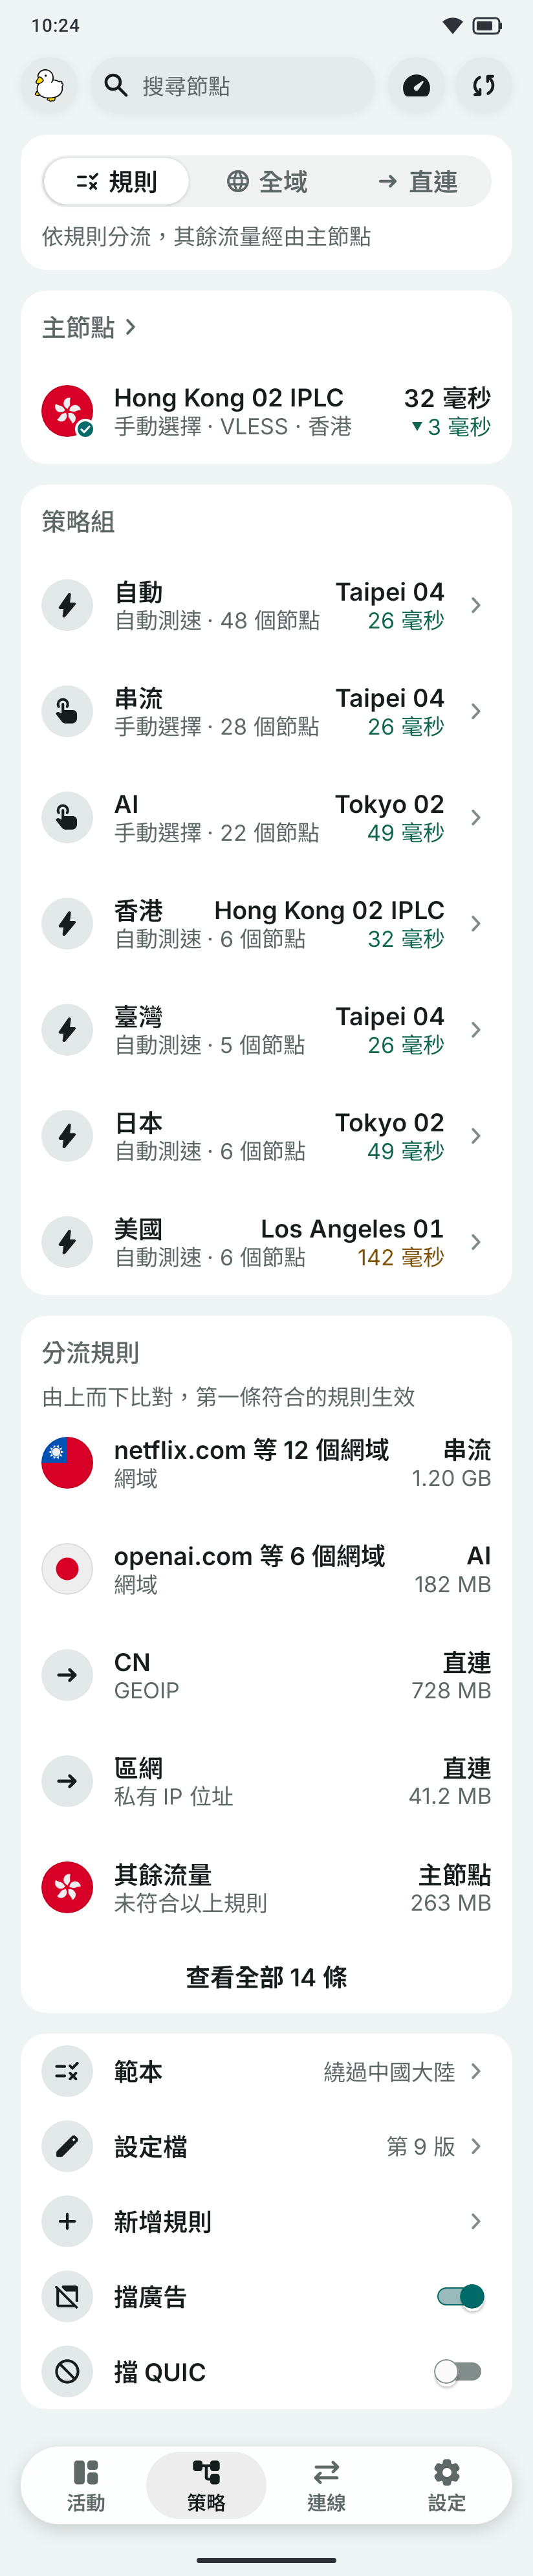 10:24
搜尋節點
規則 全域 直連
依規則分流，其餘流量經由主節點
主節點
Hong Kong 02 IPLC 32 毫秒
手動選擇 · VLESS · 香港 ▼3 毫秒
策略組
自動 Taipei 04
自動測速 · 48 個節點 26 毫秒
串流 Taipei 04
手動選擇 · 28 個節點 26 毫秒
AI Tokyo 02
手動選擇 · 22 個節點 49 毫秒
香港 Hong Kong 02 IPLC
自動測速 · 6 個節點 32 毫秒
臺灣 Taipei 04
自動測速 · 5 個節點 26 毫秒
日本 Tokyo 02
自動測速 · 6 個節點 49 毫秒
美國 Los Angeles 01
自動測速 · 6 個節點 142 毫秒
分流規則
由上而下比對，第一條符合的規則生效
netflix.com 等 12 個網域 串流
網域 1.20 GB
openai.com 等 6 個網域 AI
網域 182 MB
CN 直連
GEOIP 728 MB
區網 直連
私有 IP 位址 41.2 MB
其餘流量 主節點
未符合以上規則 263 MB
查看全部 14 條
範本 繞過中國大陸
設定檔 第 9 版
新增規則
擋廣告
擋 QUIC
活動 策略 連線 設定